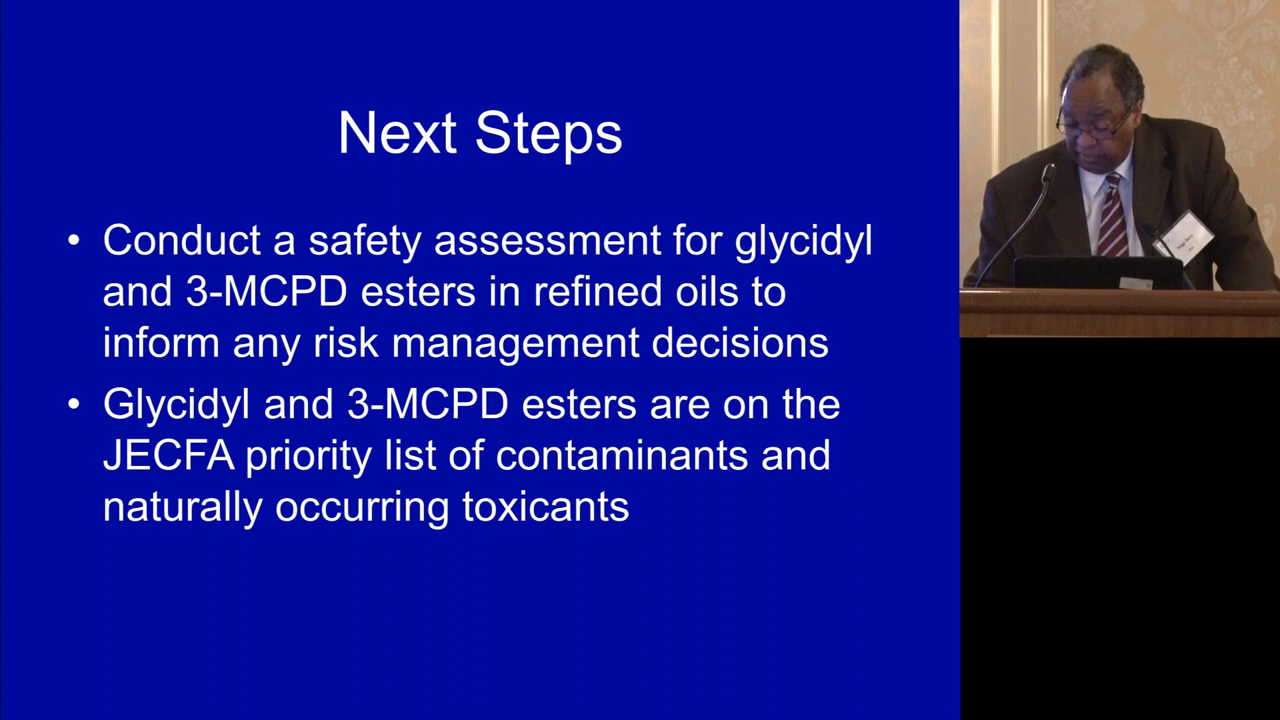 Next Steps
• Conduct a safety assessment for glycidyl
and 3-MCPD esters in refined oils to
inform any risk management decisions
• Glycidyl and 3-MCPD esters are on the
JECFA priority list of contaminants and
naturally occurring toxicants